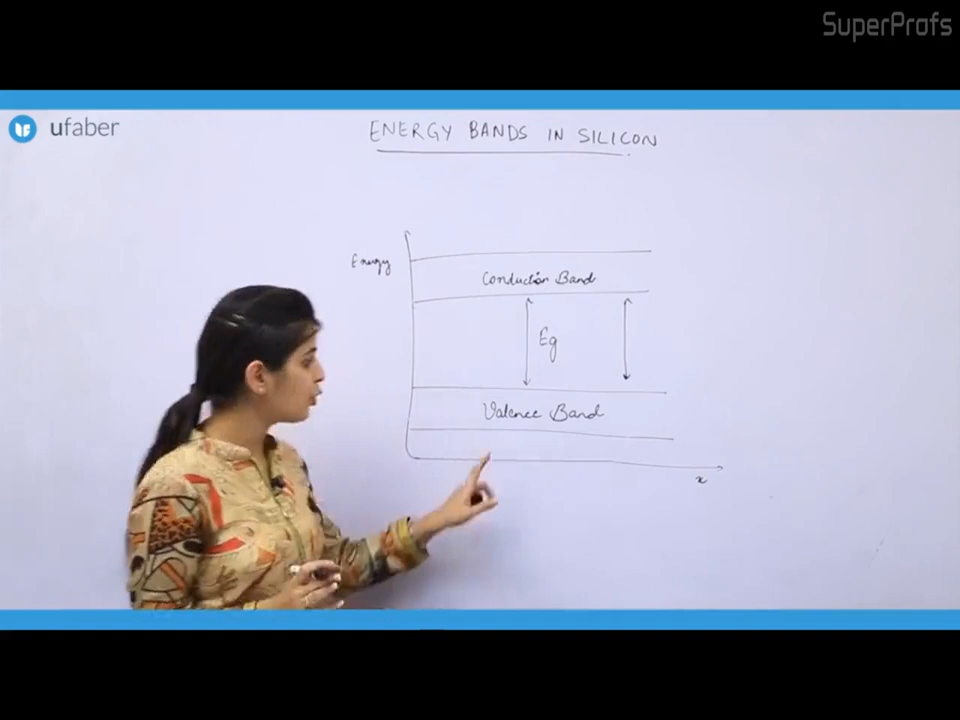 SuperProfs
ufaber
ENERGY BANDS IN SILICON
Energy
Conduction Band
Eg
Valence Band
x